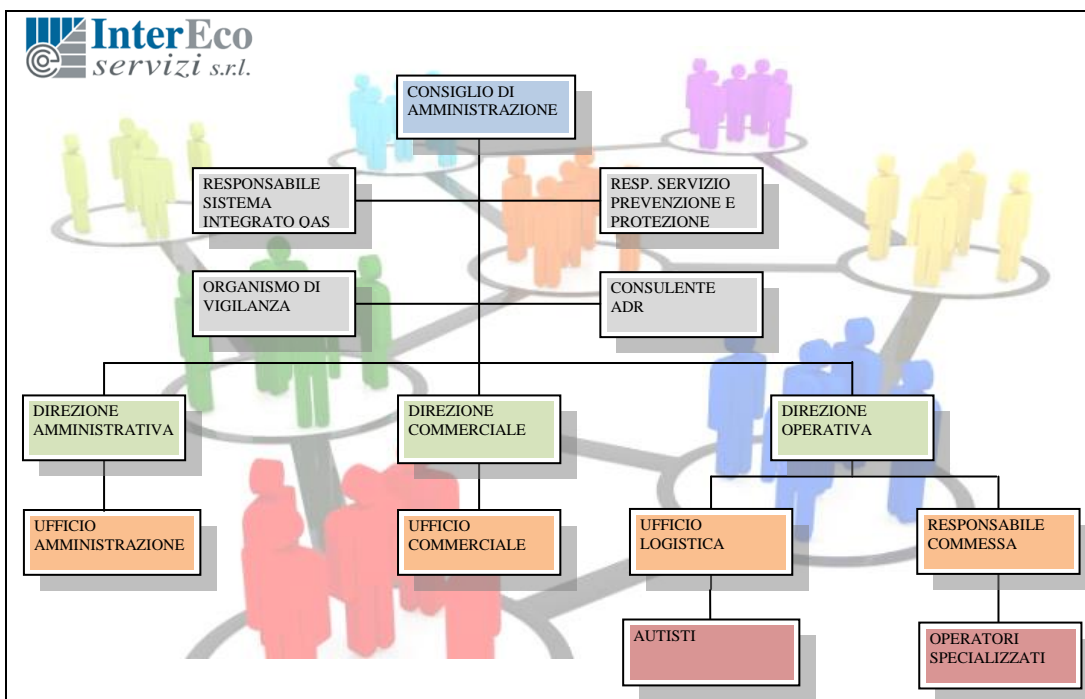 InterEco
servizi s.r.l.
CONSIGLIO DI
AMMINISTRAZIONE
RESPONSABILE
SISTEMA
INTEGRATO QAS
RESP. SERVIZIO
PREVENZIONE E
PROTEZIONE
ORGANISMO DI
VIGILANZA
CONSULENTE
ADR
DIREZIONE
AMMINISTRATIVA
DIREZIONE
COMMERCIALE
DIREZIONE
OPERATIVA
UFFICIO
AMMINISTRAZIONE
UFFICIO
COMMERCIALE
UFFICIO
LOGISTICA
RESPONSABILE
COMMESSA
AUTISTI
OPERATORI
SPECIALIZZATI